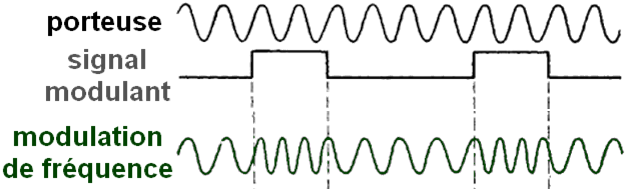 porteuse
signal
modulant
modulation
de fréquence